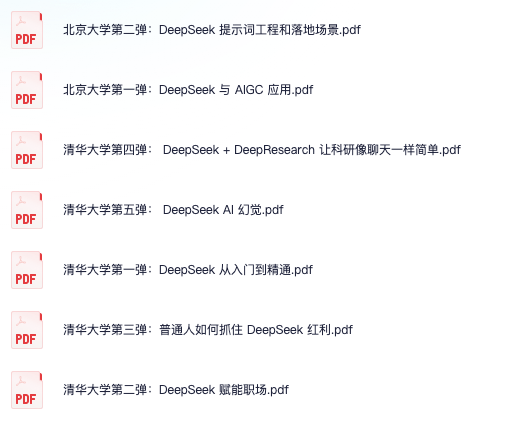 PDF 北京大学第二弹：DeepSeek 提示词工程和落地场景.pdf
PDF 北京大学第一弹：DeepSeek 与 AIGC 应用.pdf
PDF 清华大学第四弹： DeepSeek + DeepResearch 让科研像聊天一样简单.pdf
PDF 清华大学第五弹： DeepSeek AI 幻觉.pdf
PDF 清华大学第一弹：DeepSeek 从入门到精通.pdf
PDF 清华大学第三弹：普通人如何抓住 DeepSeek 红利.pdf
PDF 清华大学第二弹：DeepSeek 赋能职场.pdf